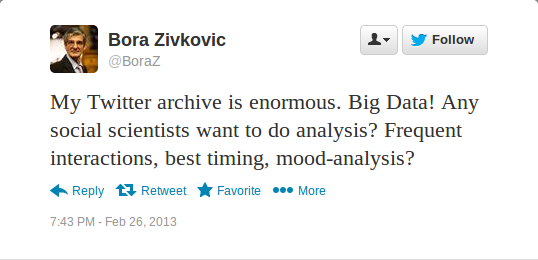 Bora Zivkovic
@BoraZ
Follow
My Twitter archive is enormous. Big Data! Any
social scientists want to do analysis? Frequent
interactions, best timing, mood-analysis?
Reply Retweet Favorite More
7:43 PM - Feb 26, 2013